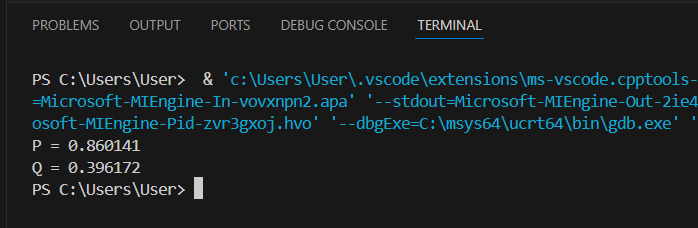 PROBLEMS OUTPUT PORTS DEBUG CONSOLE TERMINAL
PS C:\Users\User>  & 'c:\Users\User\.vscode\extensions\ms-vscode.cpptools-
=Microsoft-MIEngine-In-vovxnpn2.apa' '--stdout=Microsoft-MIEngine-Out-2ie4
osoft-MIEngine-Pid-zvr3gxoj.hvo' '--dbgExe=C:\msys64\ucrt64\bin\gdb.exe' '
P = 0.860141
Q = 0.396172
PS C:\Users\User>